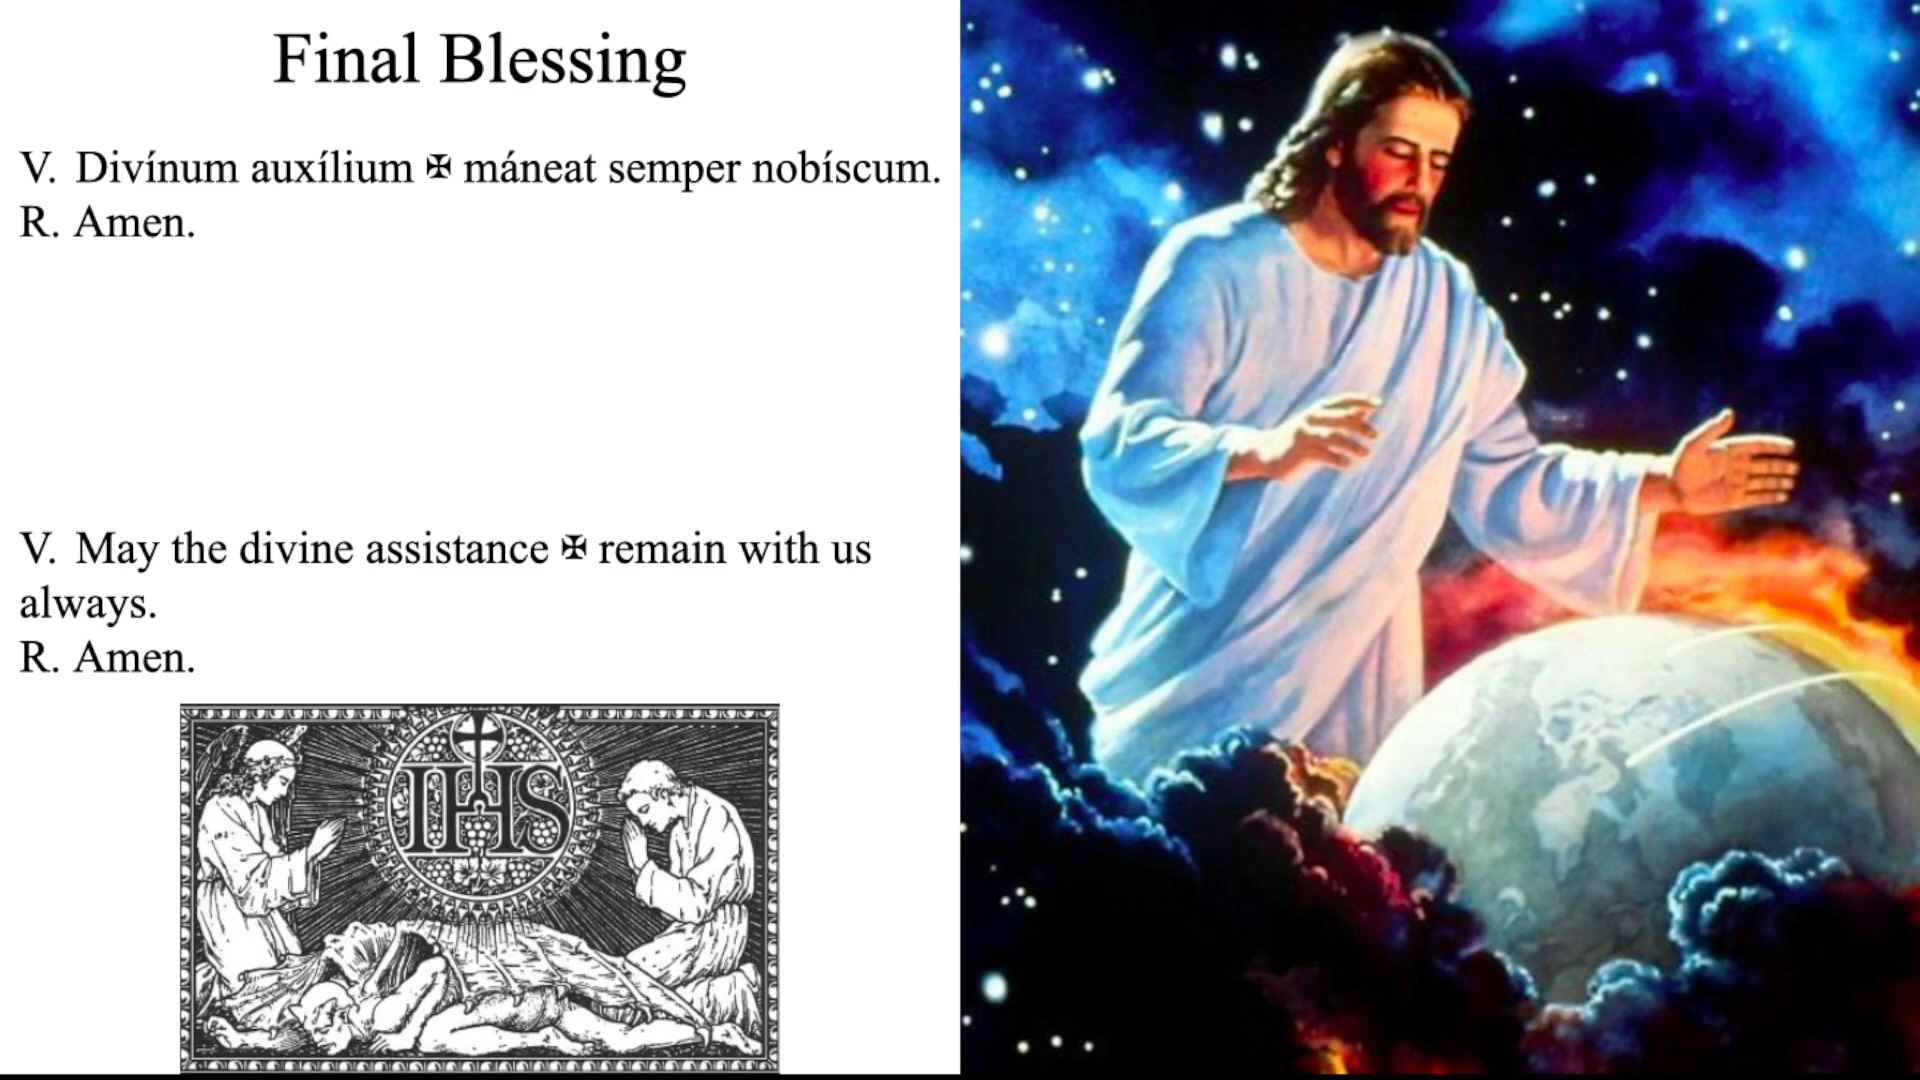 Final Blessing
V. Divínum auxílium ✠ máneat semper nobíscum.
R. Amen.
V. May the divine assistance ✠ remain with us
always.
R. Amen.
IHS